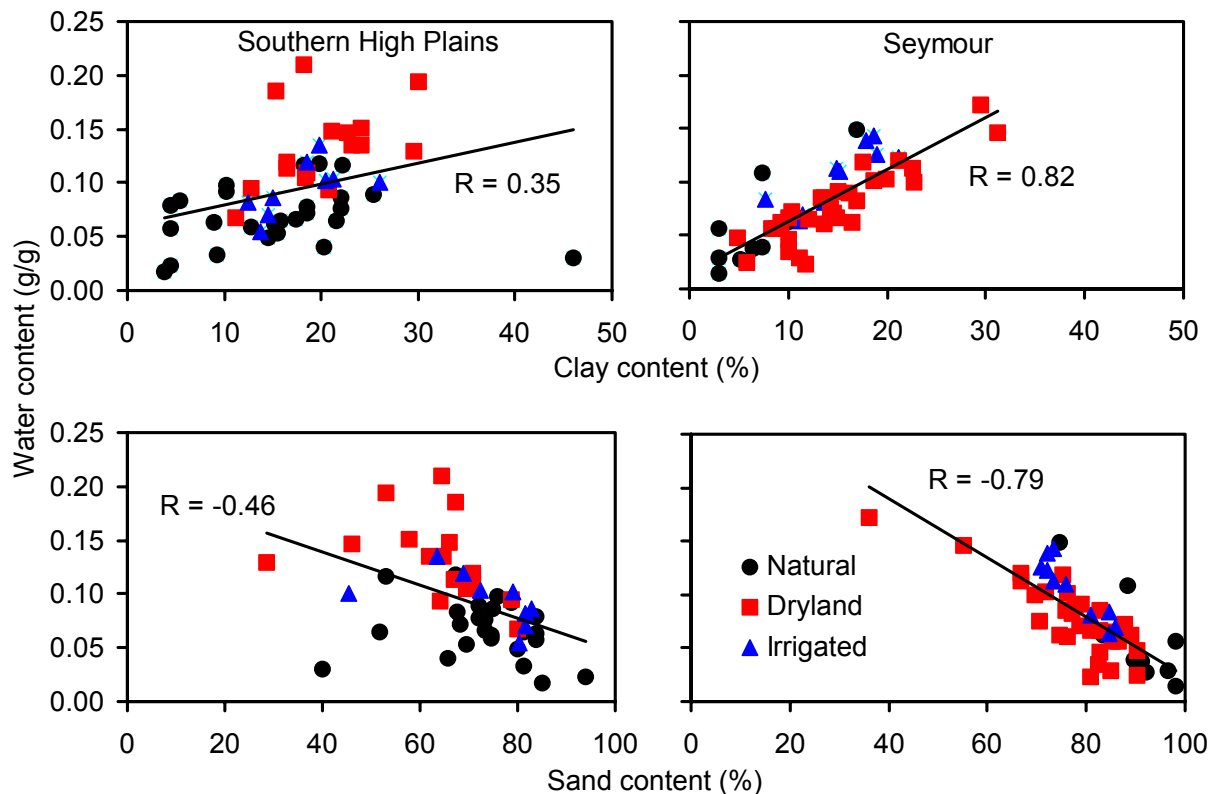 Southern High Plains
Seymour
0.25
0.20
0.15
0.10
0.05
0.00
R = 0.35
R = 0.82
0 10 20 30 40 50
0 10 20 30 40 50
Clay content (%)
Water content (g/g)
0.25
0.20
0.15
0.10
0.05
0.00
R = -0.46
R = -0.79
Natural
Dryland
Irrigated
0 20 40 60 80 100
0 20 40 60 80 100
Sand content (%)